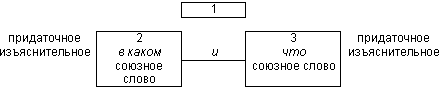 1
придаточное
изъяснительное
2
в каком
союзное
слово
и
3
что
союзное слово
придаточное
изъяснительное